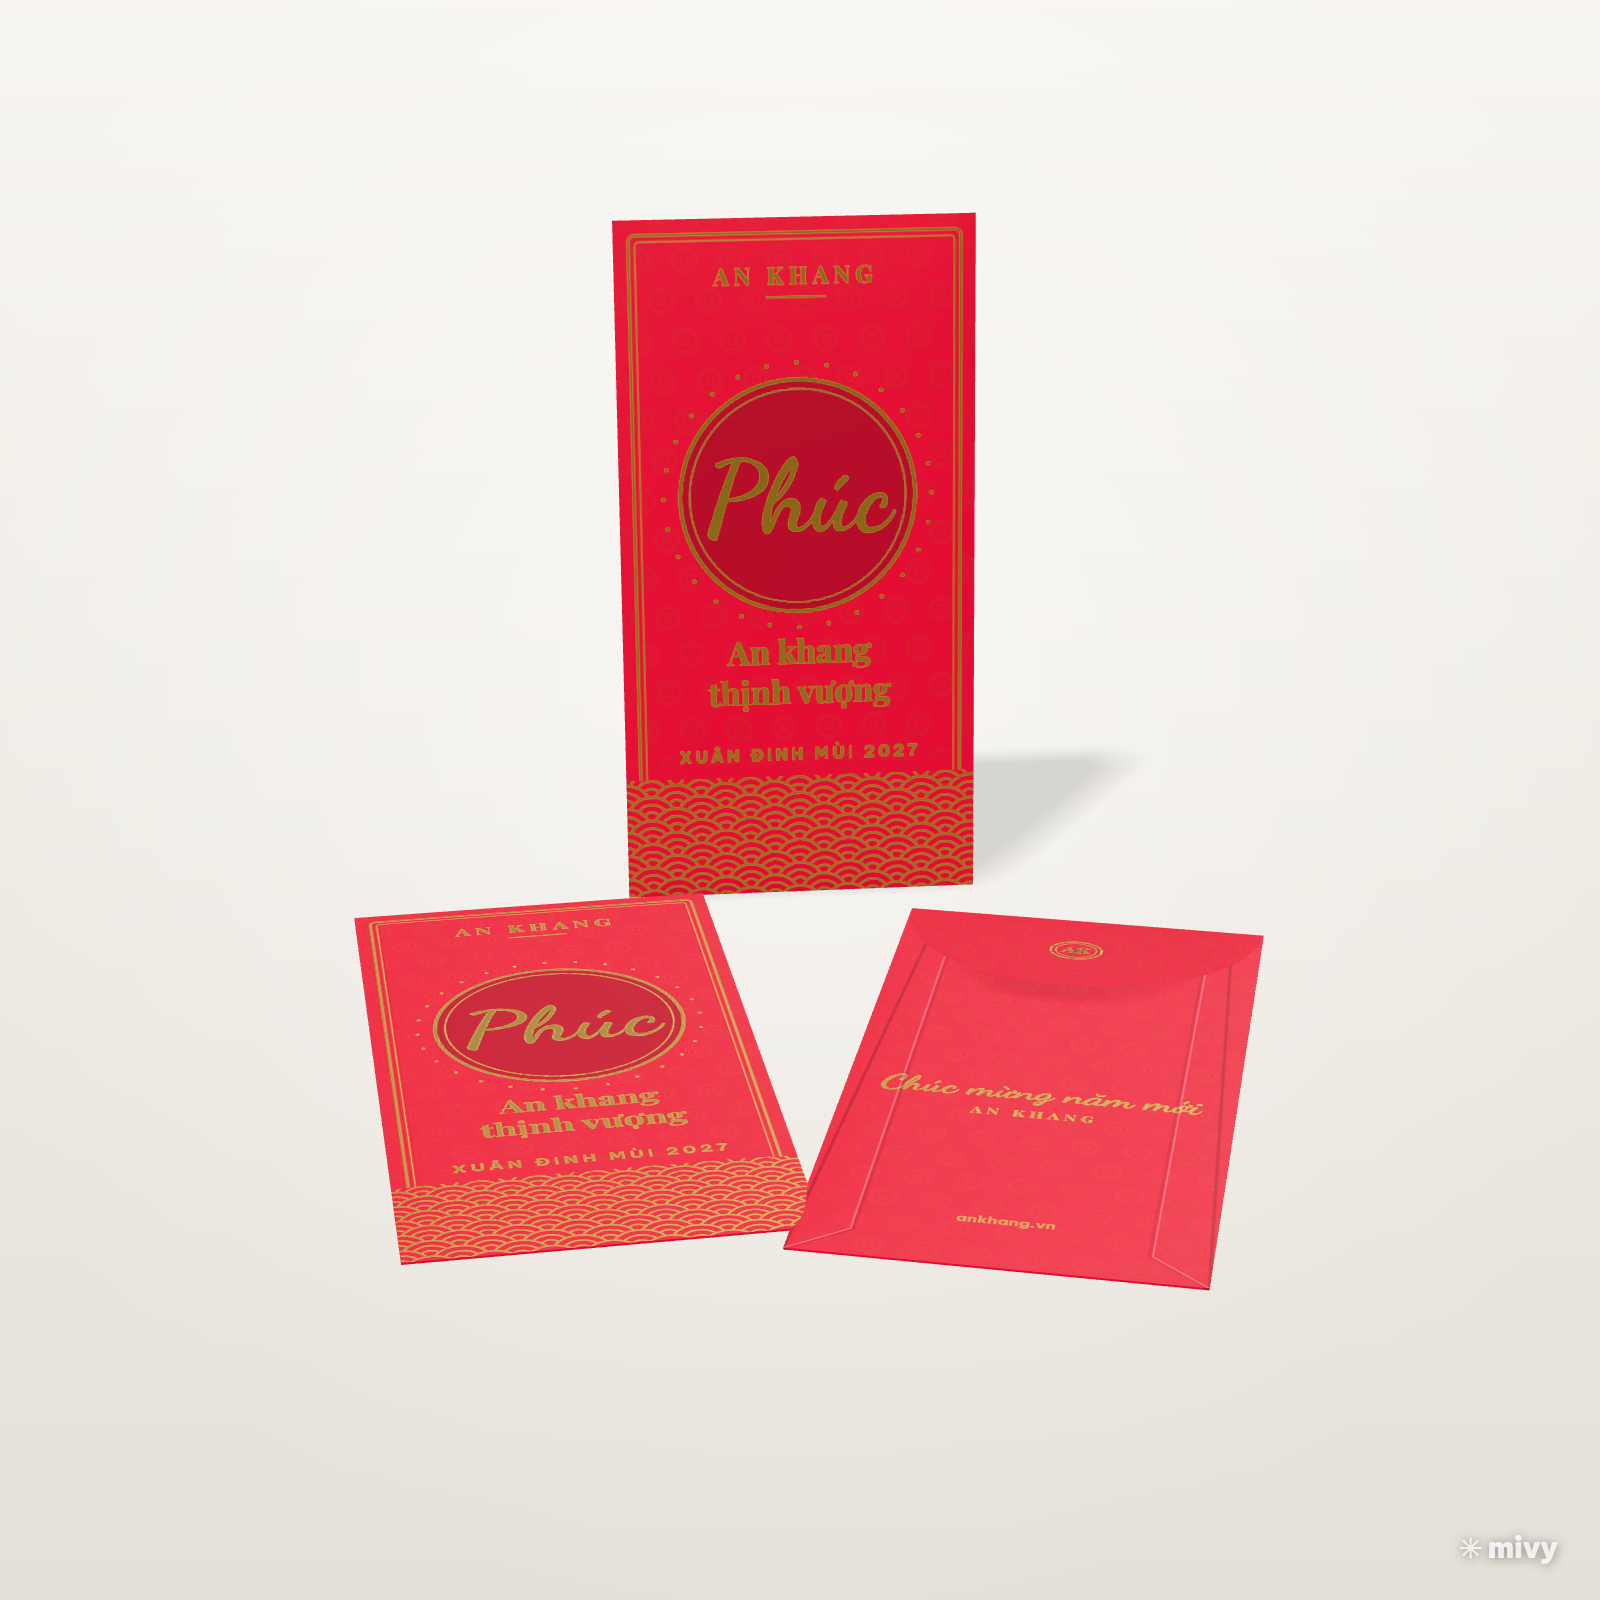 AN KHANG
Phúc
An khang
thịnh vượng
XUÂN ĐINH MÙI 2027
AN KHANG
Phúc
An khang
thịnh vượng
XUÂN ĐINH MÙI 2027
AK
Chúc mừng năm mới
AN KHANG
ankhang.vn
mivy